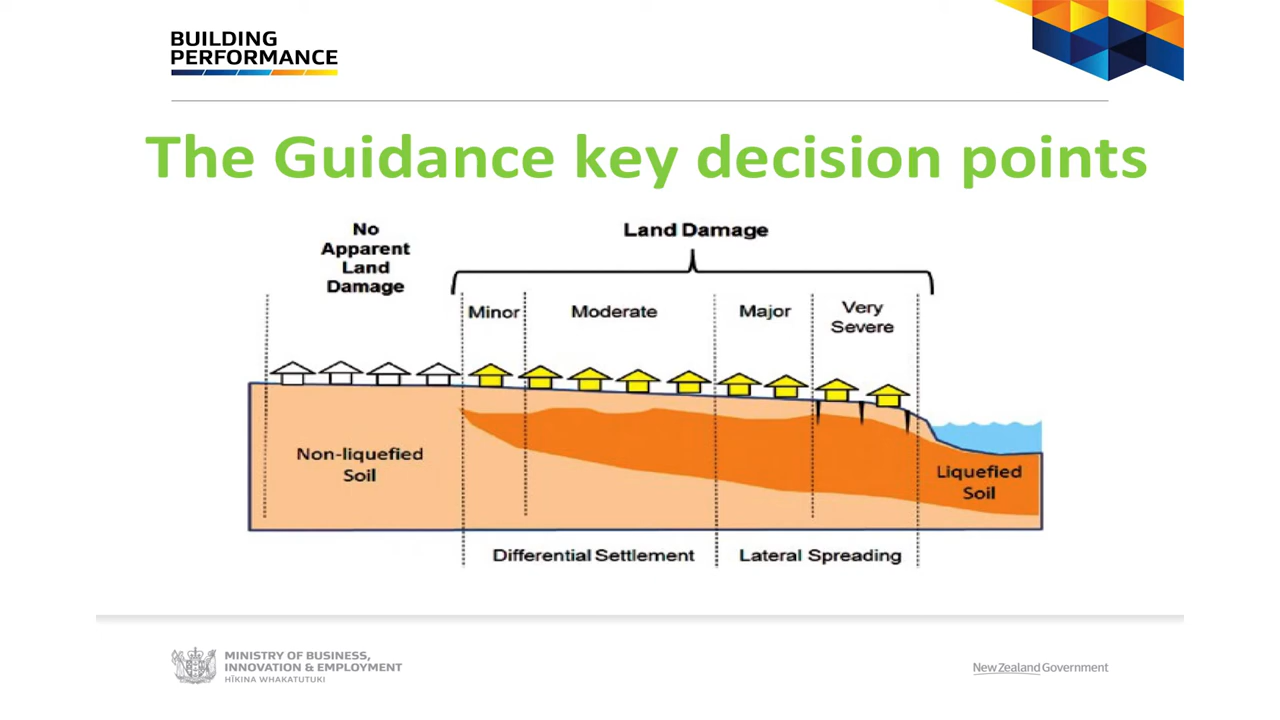 BUILDING
PERFORMANCE
The Guidance key decision points
No
Apparent
Land
Damage
Land Damage
Minor
Moderate
Major
Very
Severe
Non-liquefied
Soil
Liquefied
Soil
Differential Settlement
Lateral Spreading
MINISTRY OF BUSINESS,
INNOVATION & EMPLOYMENT
HĪKINA WHAKATUTUKI
New Zealand Government